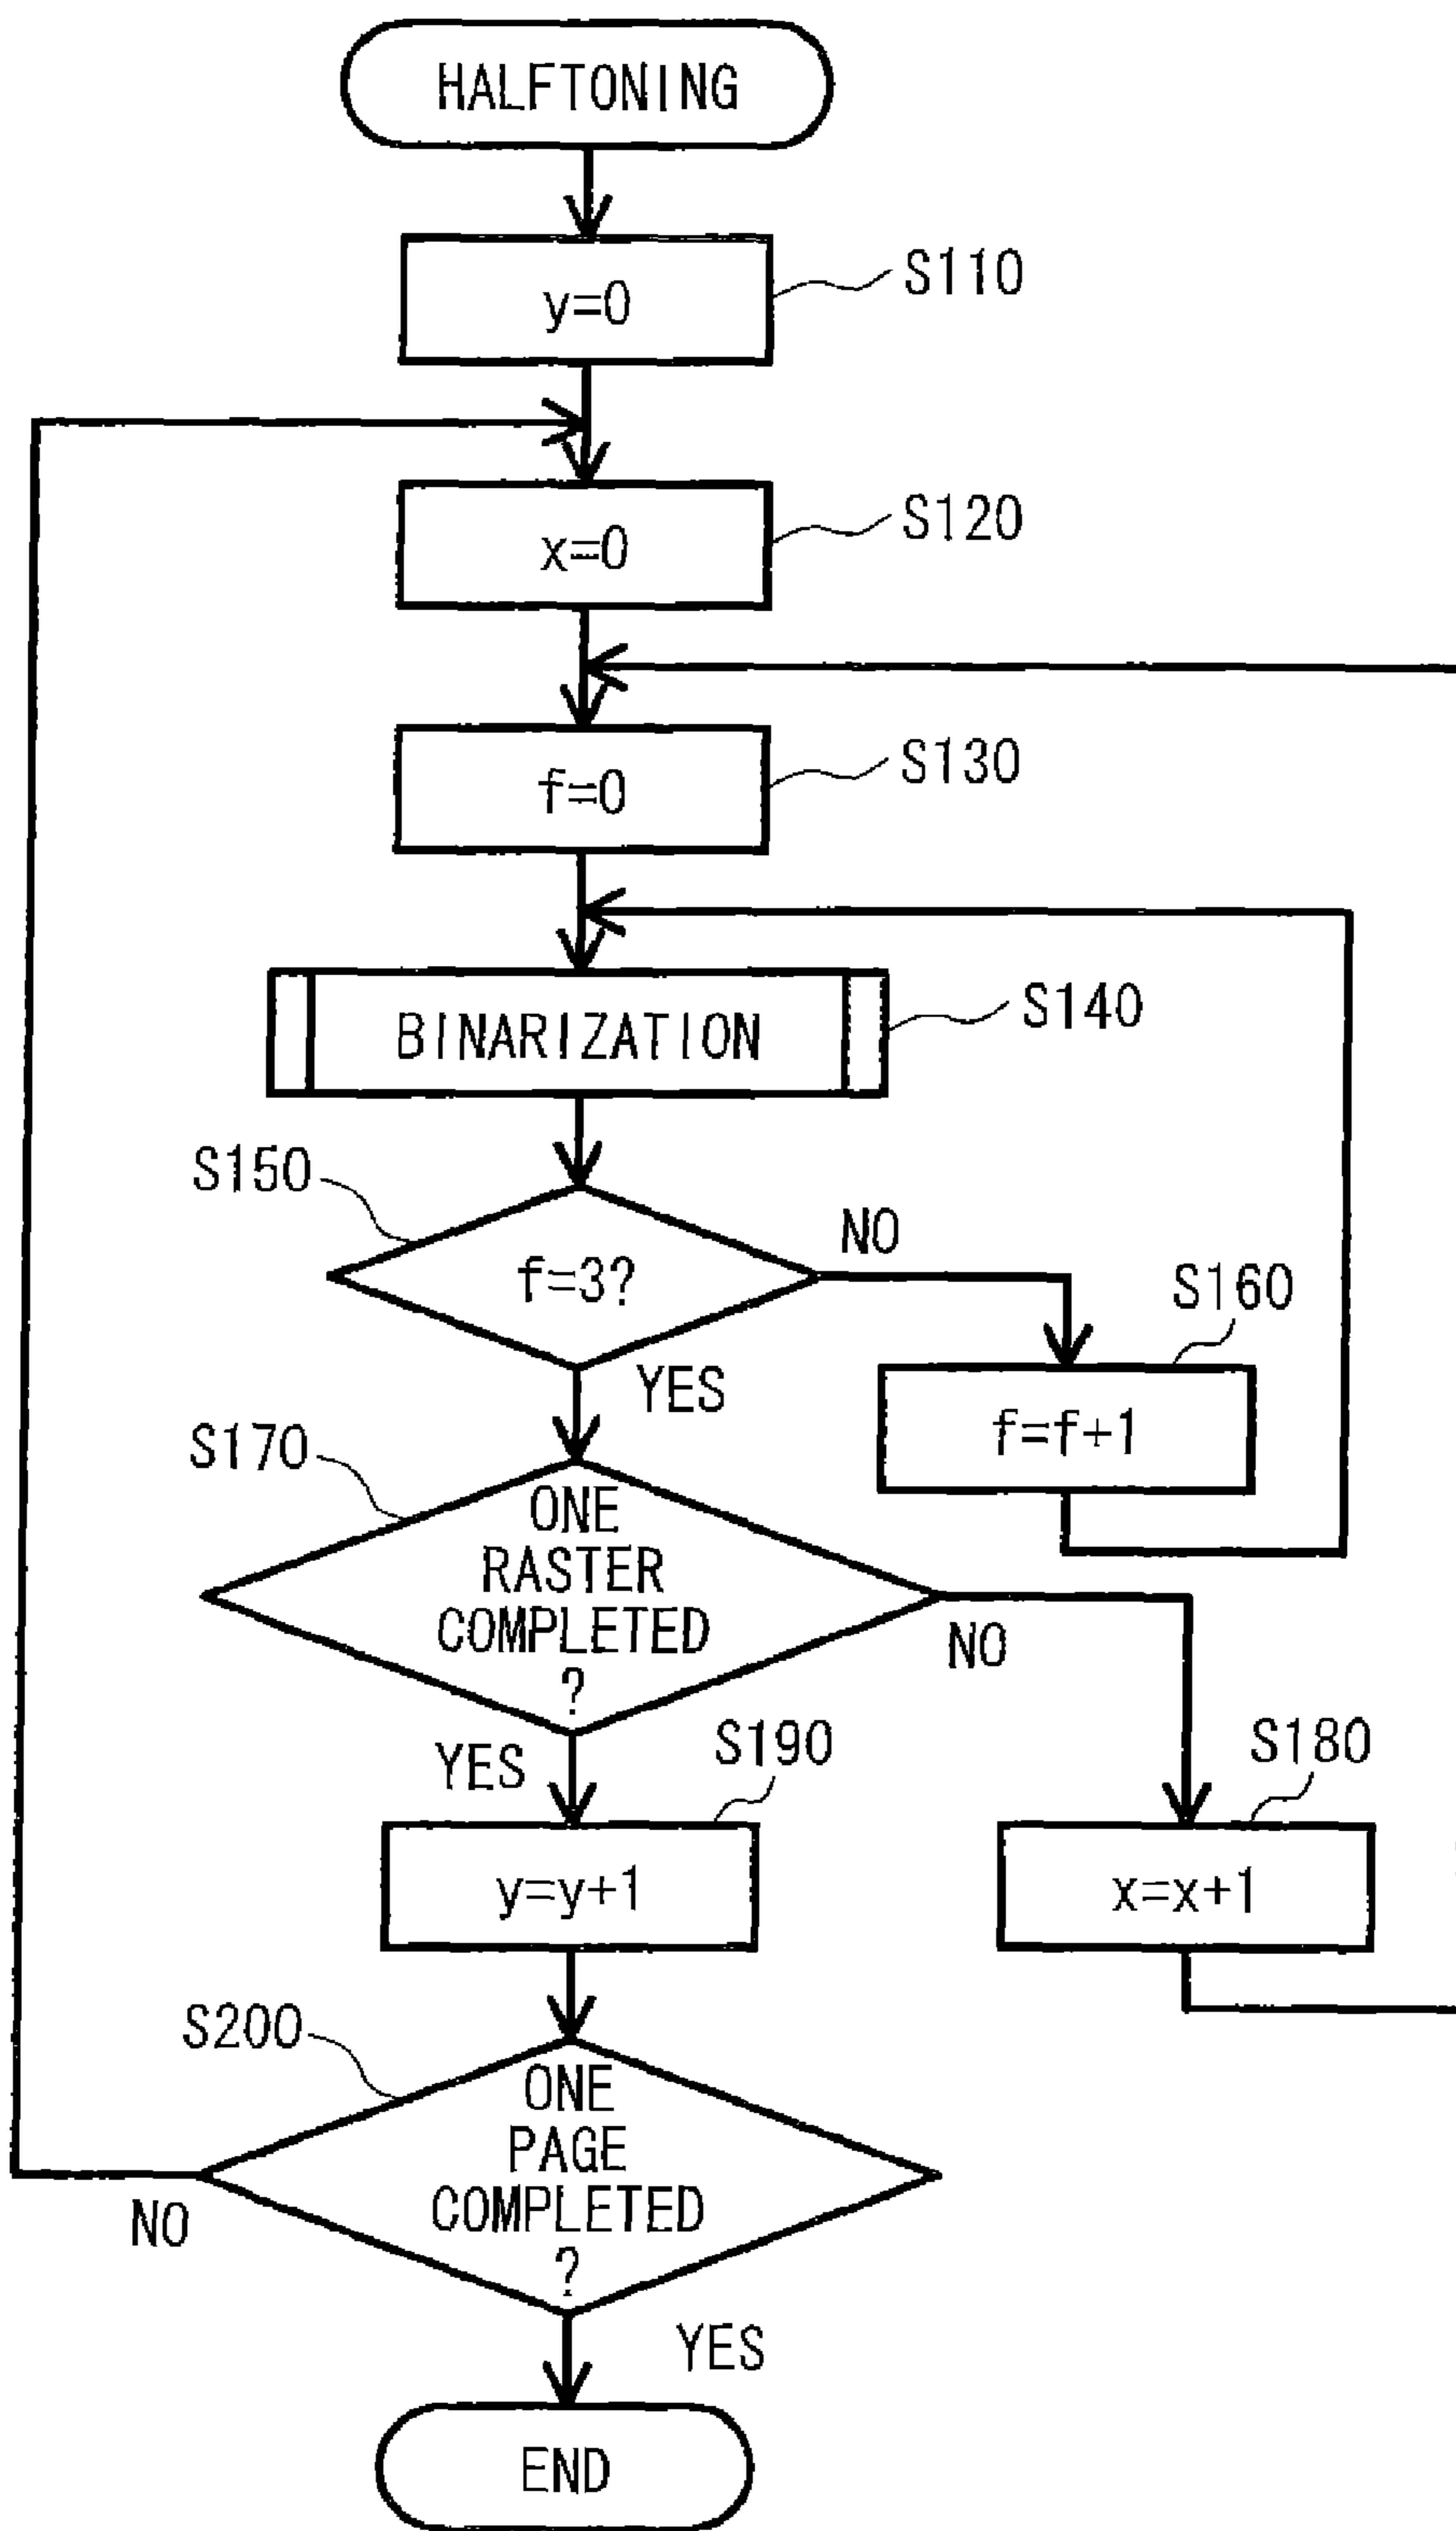 HALFTONING
y=0
S110
x=0
S120
f=0
S130
BINARIZATION
S140
S150
f=3?
NO
YES
S160
f=f+1
S170
ONE
RASTER
COMPLETED
?
NO
YES
S190
y=y+1
S180
x=x+1
S200
ONE
PAGE
COMPLETED
?
NO
YES
END